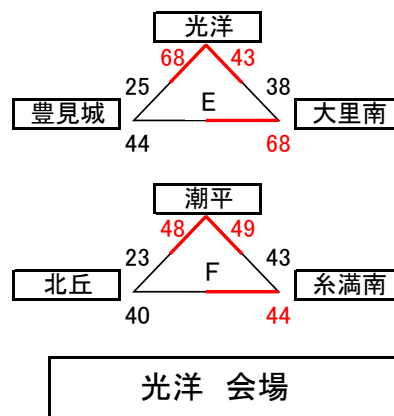 光洋
68 43
25 38
豊見城 E 大里南
44 68
潮平
48 49
23 43
北丘 F 糸満南
40 44
光洋 会場